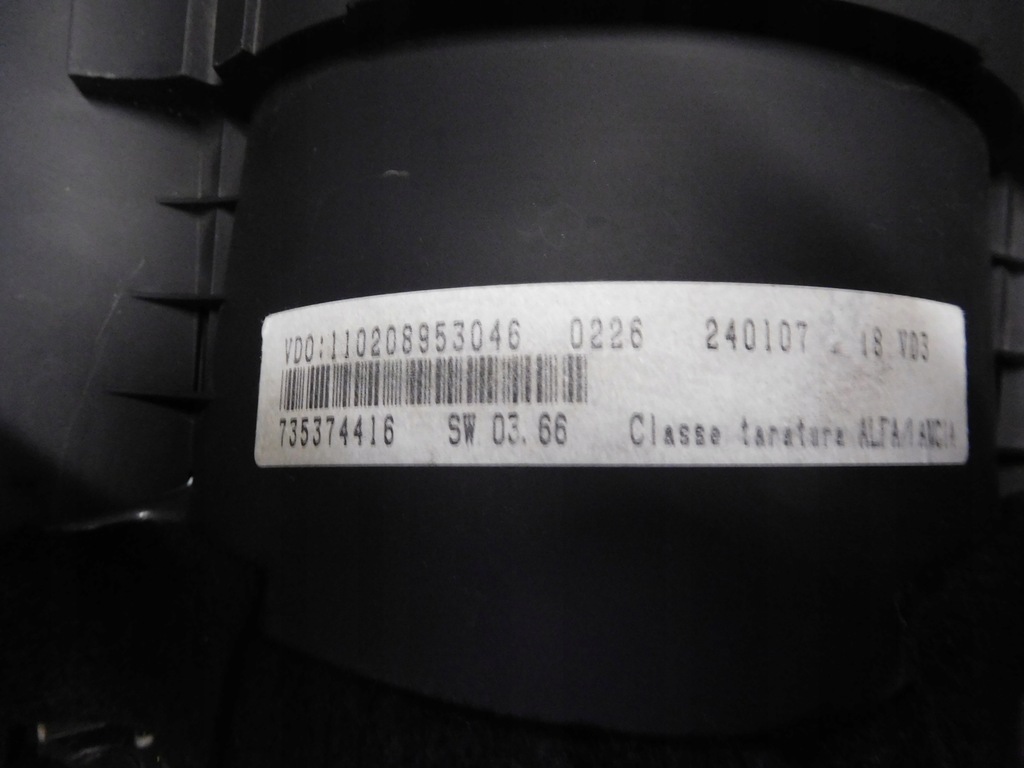 VDO:110208953046 0226 240107 18 V03
735374416 SW 03.66 Classe taratura ALFA/LANCIA